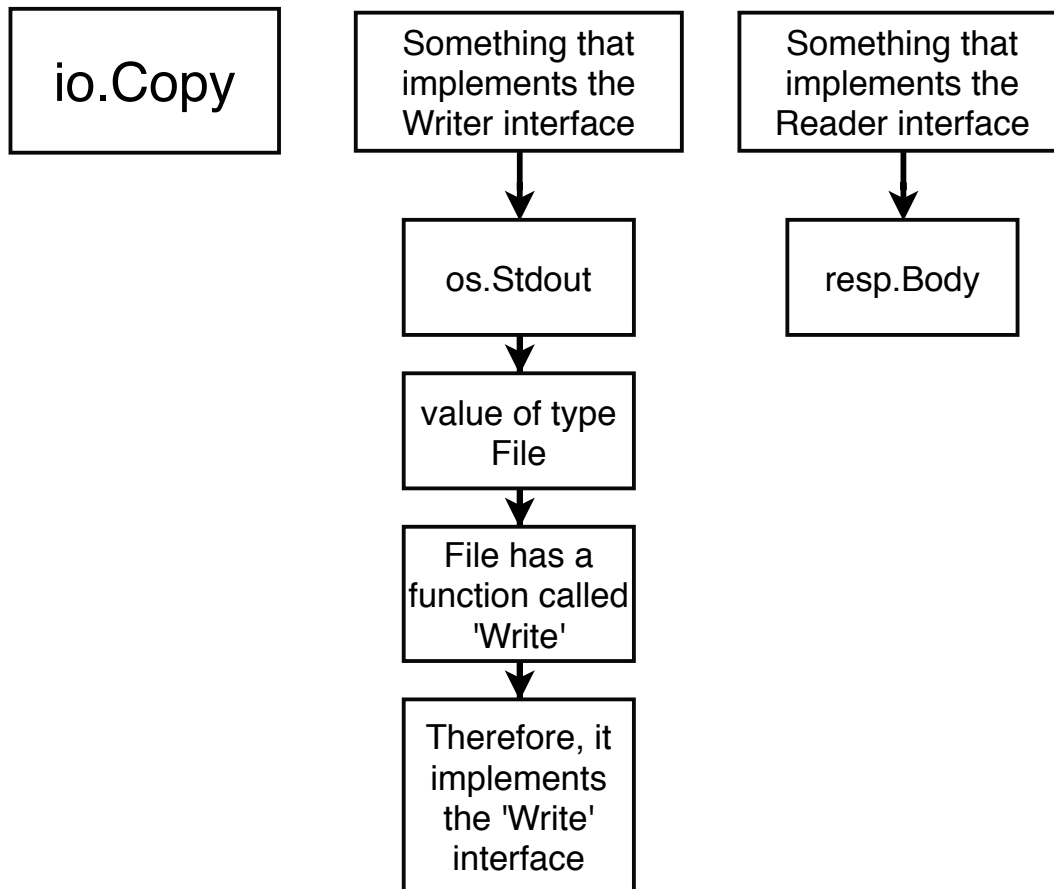 io.Copy
Something that
implements the
Writer interface
Something that
implements the
Reader interface
os.Stdout
resp.Body
value of type
File
File has a
function called
'Write'
Therefore, it
implements
the 'Write'
interface